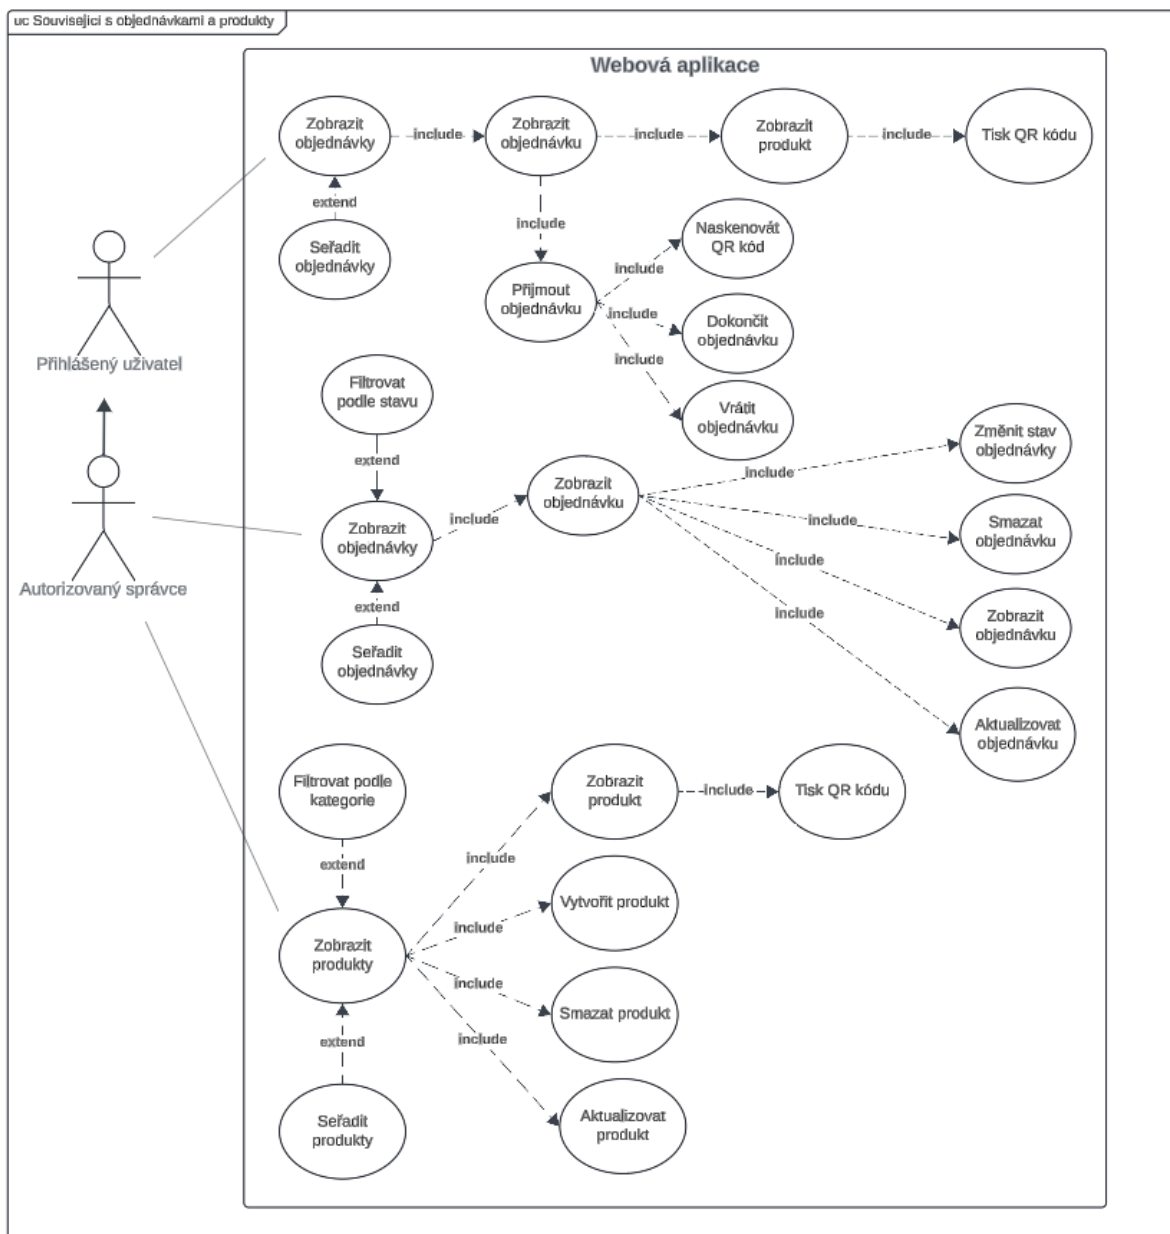 uc Související s objednávkami a produkty
Webová aplikace
Zobrazit
objednávky
include
Zobrazit
objednávku
include
Zobrazit
produkt
include
Tisk QR kódu
extend
Seřadit
objednávky
include
Přijmout
objednávku
include
Naskenovát
QR kód
include
Dokončit
objednávku
include
Vrátit
objednávku
Přihlášený uživatel
Filtrovat
podle stavu
extend
Zobrazit
objednávky
include
Zobrazit
objednávku
include
Změnit stav
objednávky
include
Smazat
objednávku
include
Zobrazit
objednávku
include
Aktualizovat
objednávku
extend
Seřadit
objednávky
Autorizovaný správce
Filtrovat podle
kategorie
extend
Zobrazit
produkty
include
Zobrazit
produkt
include
Tisk QR kódu
include
Vytvořit produkt
include
Smazat produkt
include
Aktualizovat
produkt
extend
Seřadit
produkty